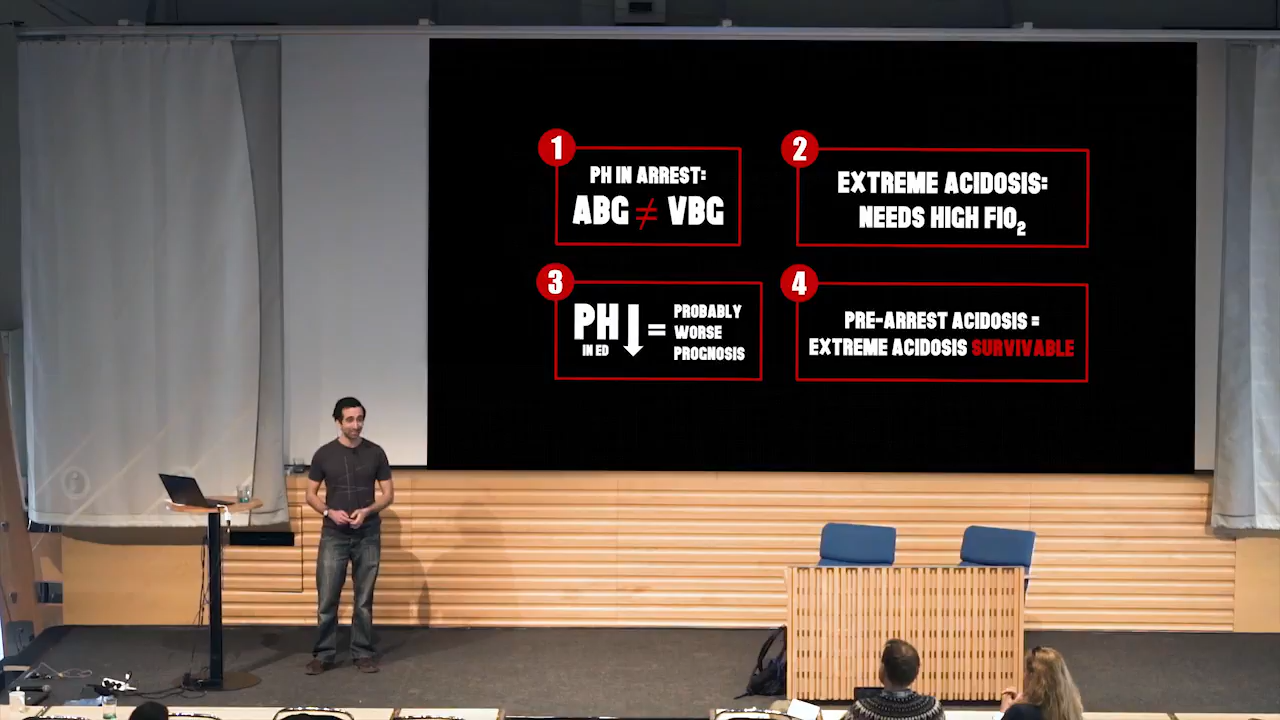 1
PH IN ARREST:
ABG ≠ VBG
2
EXTREME ACIDOSIS:
NEEDS HIGH FIO₂
3
PH ↓ =
IN ED
PROBABLY
WORSE
PROGNOSIS
4
PRE-ARREST ACIDOSIS =
EXTREME ACIDOSIS SURVIVABLE